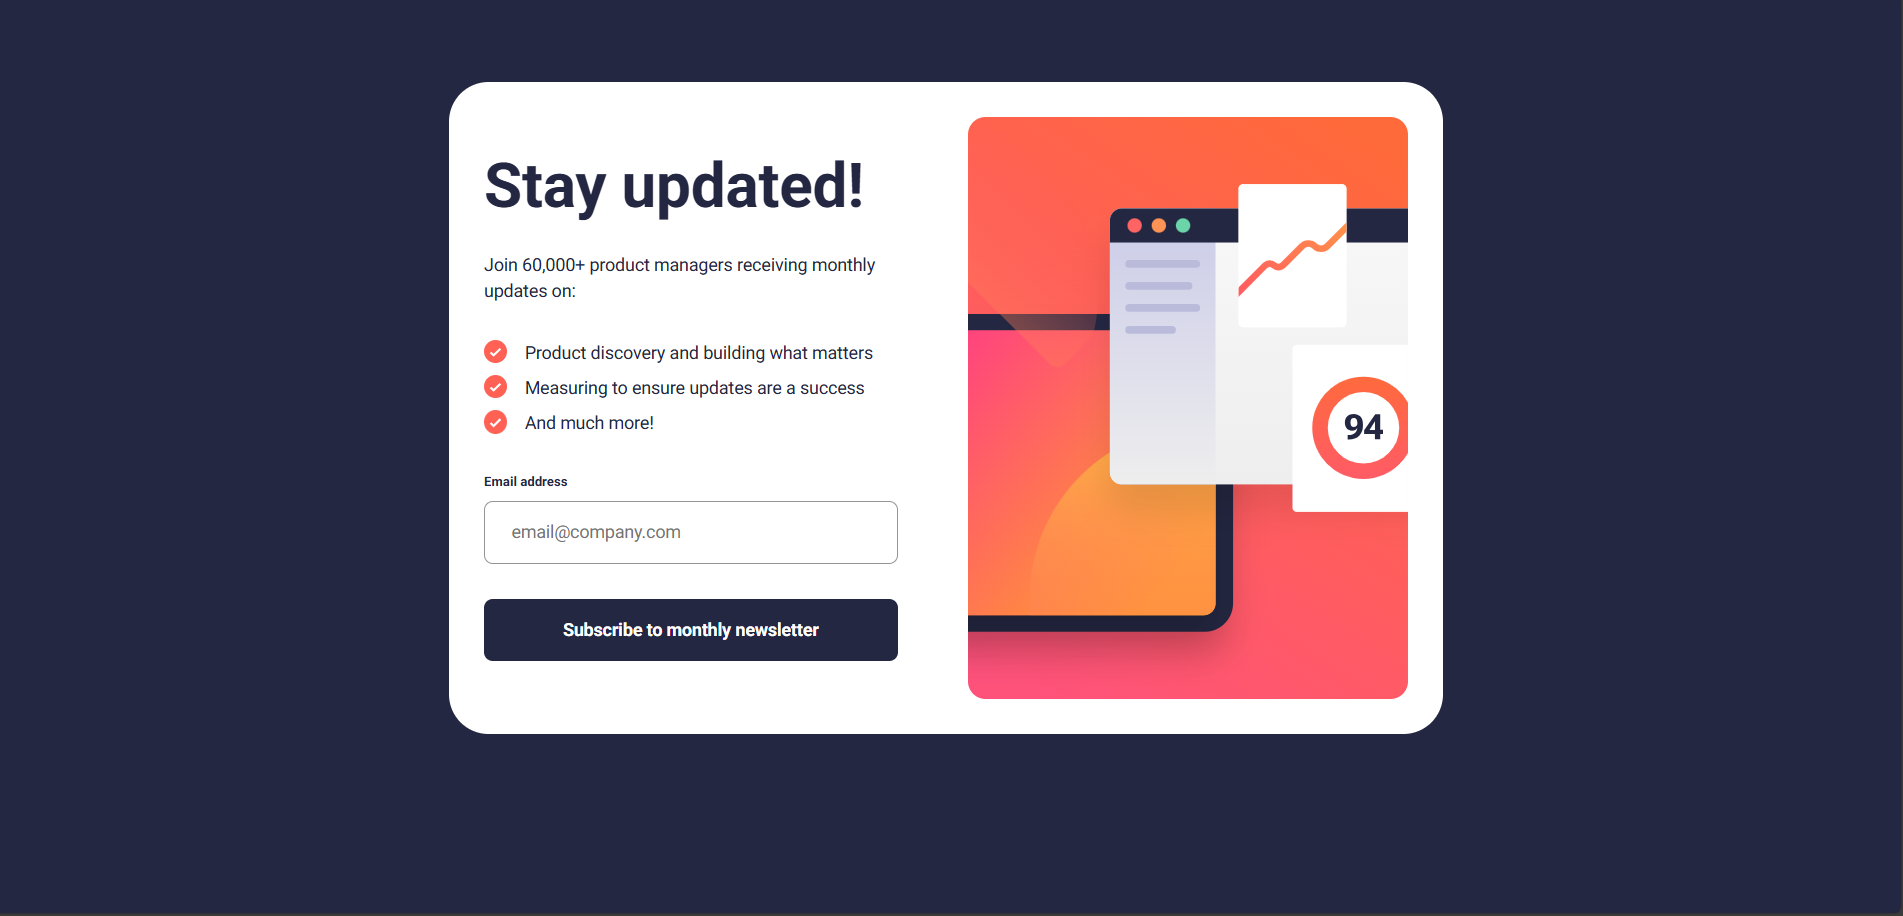 Stay updated!
Join 60,000+ product managers receiving monthly
updates on:
Product discovery and building what matters
Measuring to ensure updates are a success
And much more!
Email address
email@company.com
Subscribe to monthly newsletter
94